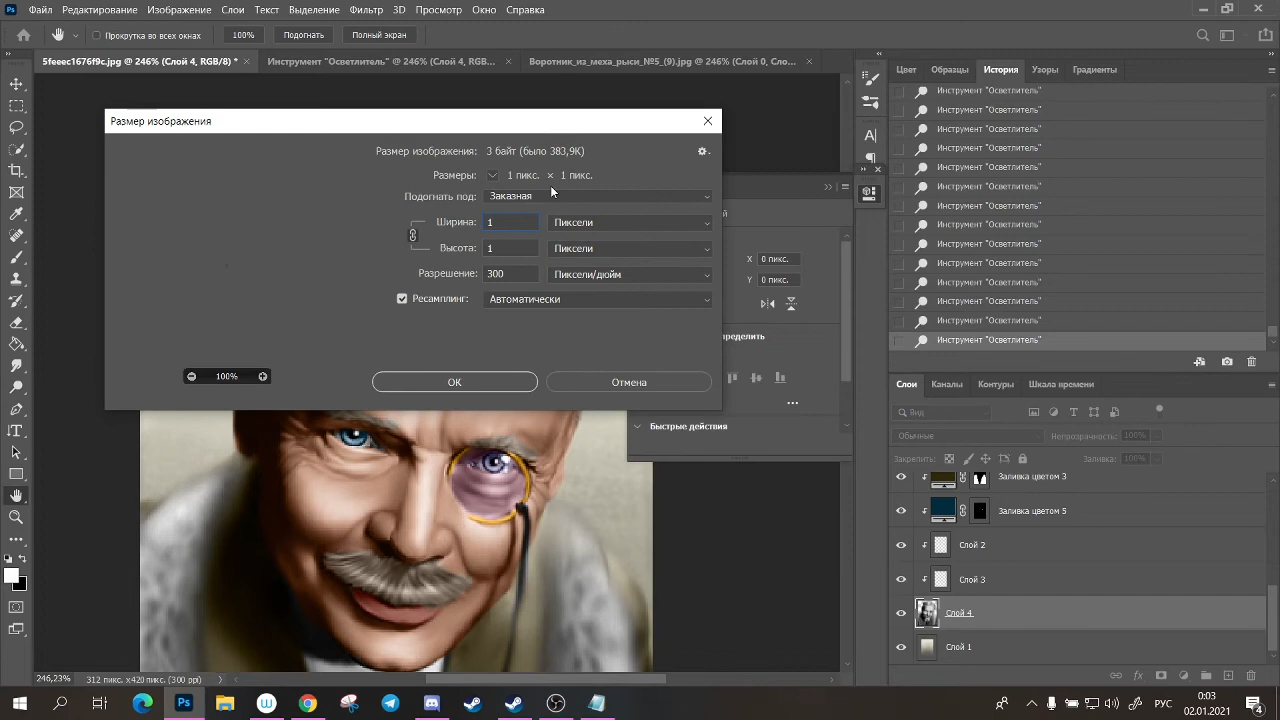 Ps Файл Редактирование Изображение Слои Текст Выделение Фильтр 3D Просмотр Окно Справка
Прокрутка во всех окнах 100% Подогнать Полный экран
5feeec1676f9c.jpg @ 246% (Слой 4, RGB/8) * × Инструмент "Осветлитель" @ 246% (Слой 4, RGB... × Воротник_из_меха_рыси_№5_(9).jpg @ 246% (Слой 0, Сло... ×
Размер изображения
Размер изображения: 3 байт (было 383,9K)
Размеры: 1 пикс. × 1 пикс.
Подогнать под: Заказная
Ширина: 1 Пиксели
Высота: 1 Пиксели
Разрешение: 300 Пиксели/дюйм
Ресамплинг: Автоматически
100%
OK Отмена
X 0 пикс.
Y 0 пикс.
Быстрые действия
Цвет Образцы История Узоры Градиенты
Инструмент "Осветлитель"
Инструмент "Осветлитель"
Инструмент "Осветлитель"
Инструмент "Осветлитель"
Инструмент "Осветлитель"
Инструмент "Осветлитель"
Инструмент "Осветлитель"
Инструмент "Осветлитель"
Инструмент "Осветлитель"
Инструмент "Осветлитель"
Инструмент "Осветлитель"
Инструмент "Осветлитель"
Инструмент "Осветлитель"
Инструмент "Осветлитель"
Слои Каналы Контуры Шкала времени
Вид
Обычные Непрозрачность: 100%
Закрепить: Заливка: 100%
Заливка цветом 3
Заливка цветом 5
Слой 2
Слой 3
Слой 4
Слой 1
246,23% 312 пикс. x420 пикс. (300 ppi)
РУС 0:03
02.01.2021
4